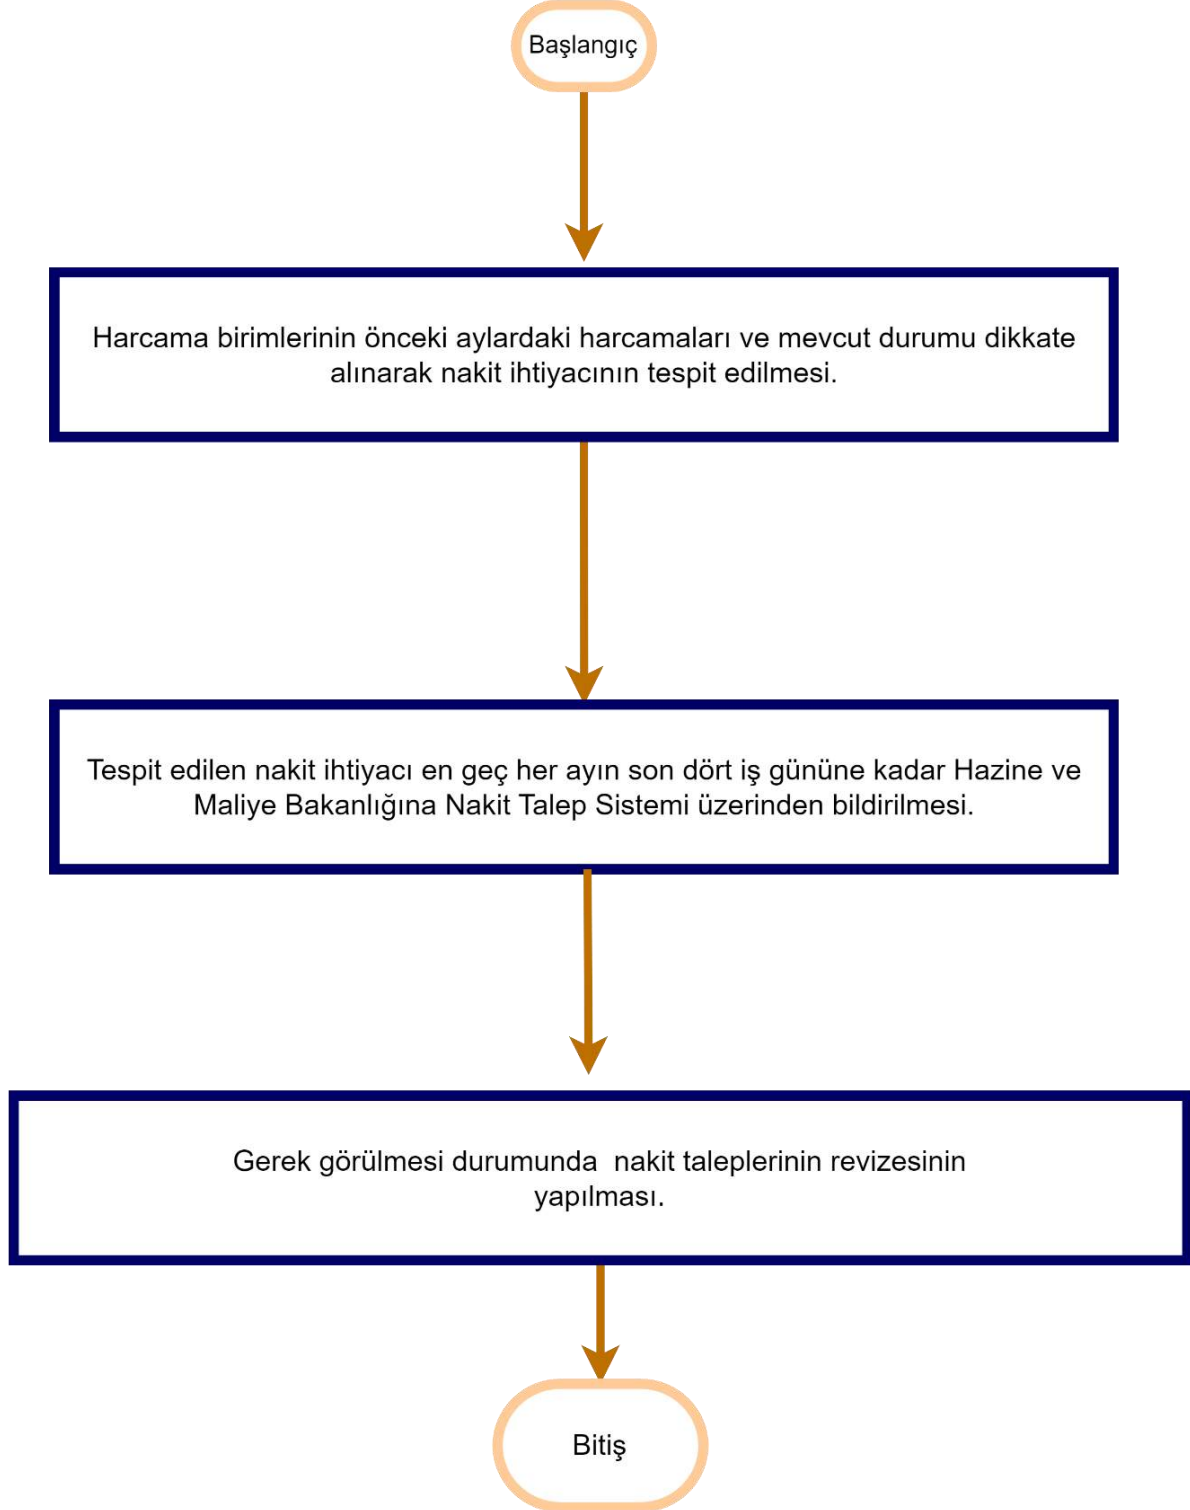 Başlangıç
Harcama birimlerinin önceki aylardaki harcamaları ve mevcut durumu dikkate
alınarak nakit ihtiyacının tespit edilmesi.
Tespit edilen nakit ihtiyacı en geç her ayın son dört iş gününe kadar Hazine ve
Maliye Bakanlığına Nakit Talep Sistemi üzerinden bildirilmesi.
Gerek görülmesi durumunda  nakit taleplerinin revizesinin
yapılması.
Bitiş